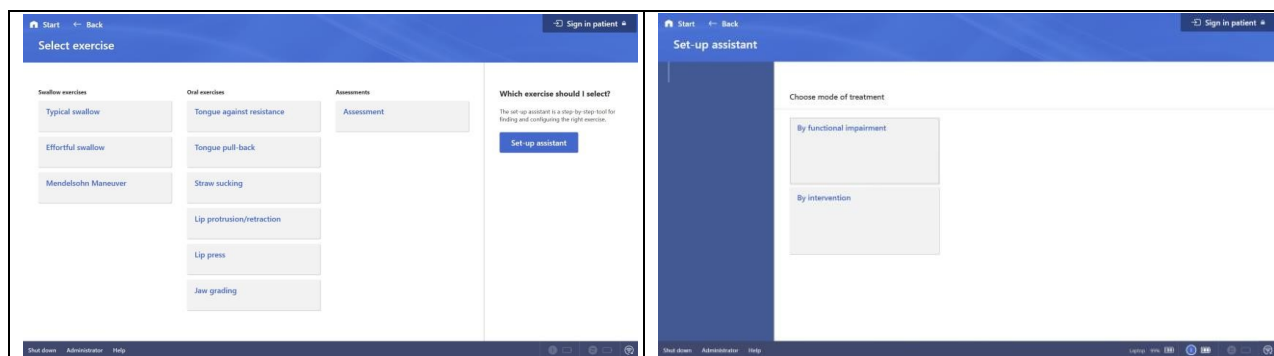 Start
Back
Sign in patient
Select exercise
Swallow exercises
Typical swallow
Effortful swallow
Mendelsohn Maneuver
Oral exercises
Tongue against resistance
Tongue pull-back
Straw sucking
Lip protrusion/retraction
Lip press
Jaw grading
Assessments
Assessment
Which exercise should I select?
The set-up assistant is a step-by-step-tool for
finding and configuring the right exercise.
Set-up assistant
Shut down Administrator Help
Start
Back
Sign in patient
Set-up assistant
Choose mode of treatment
By functional impairment
By intervention
Shut down Administrator Help
Laptop 99%